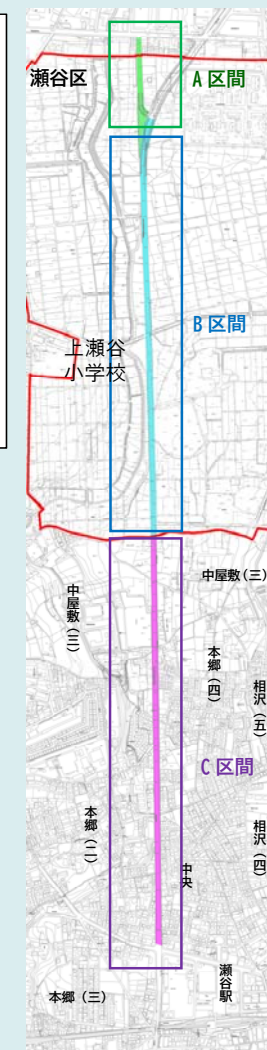 瀬谷区
A 区間
B 区間
上瀬谷
小学校
中屋敷(三)
中屋敷(三)
本郷(四)
相沢(五)
C 区間
本郷(二)
相沢(四)
中央
瀬谷駅
本郷(三)